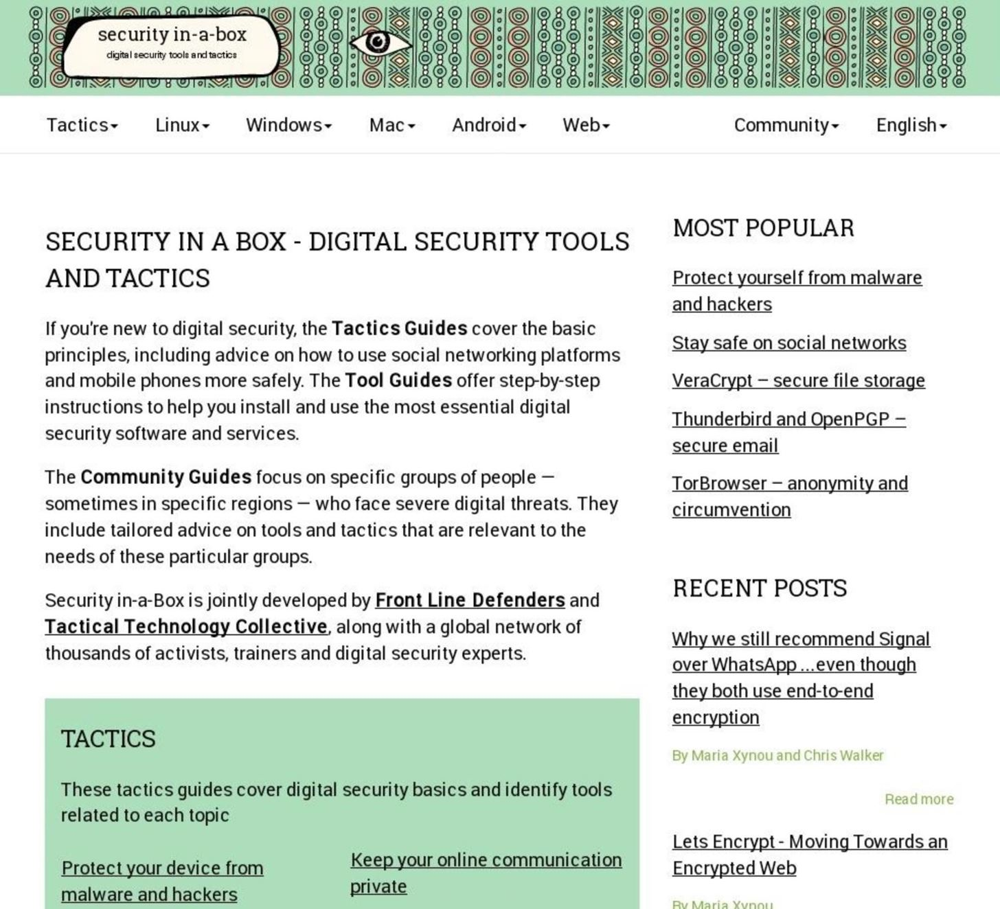 security in-a-box
digital security tools and tactics
Tactics Linux Windows Mac Android Web Community English
SECURITY IN A BOX - DIGITAL SECURITY TOOLS
AND TACTICS
If you're new to digital security, the Tactics Guides cover the basic
principles, including advice on how to use social networking platforms
and mobile phones more safely. The Tool Guides offer step-by-step
instructions to help you install and use the most essential digital
security software and services.
The Community Guides focus on specific groups of people —
sometimes in specific regions — who face severe digital threats. They
include tailored advice on tools and tactics that are relevant to the
needs of these particular groups.
Security in-a-Box is jointly developed by Front Line Defenders and
Tactical Technology Collective, along with a global network of
thousands of activists, trainers and digital security experts.
TACTICS
These tactics guides cover digital security basics and identify tools
related to each topic
Protect your device from
malware and hackers
Keep your online communication
private
MOST POPULAR
Protect yourself from malware
and hackers
Stay safe on social networks
VeraCrypt – secure file storage
Thunderbird and OpenPGP –
secure email
TorBrowser – anonymity and
circumvention
RECENT POSTS
Why we still recommend Signal
over WhatsApp ...even though
they both use end-to-end
encryption
By Maria Xynou and Chris Walker
Read more
Lets Encrypt - Moving Towards an
Encrypted Web
By Maria Xynou